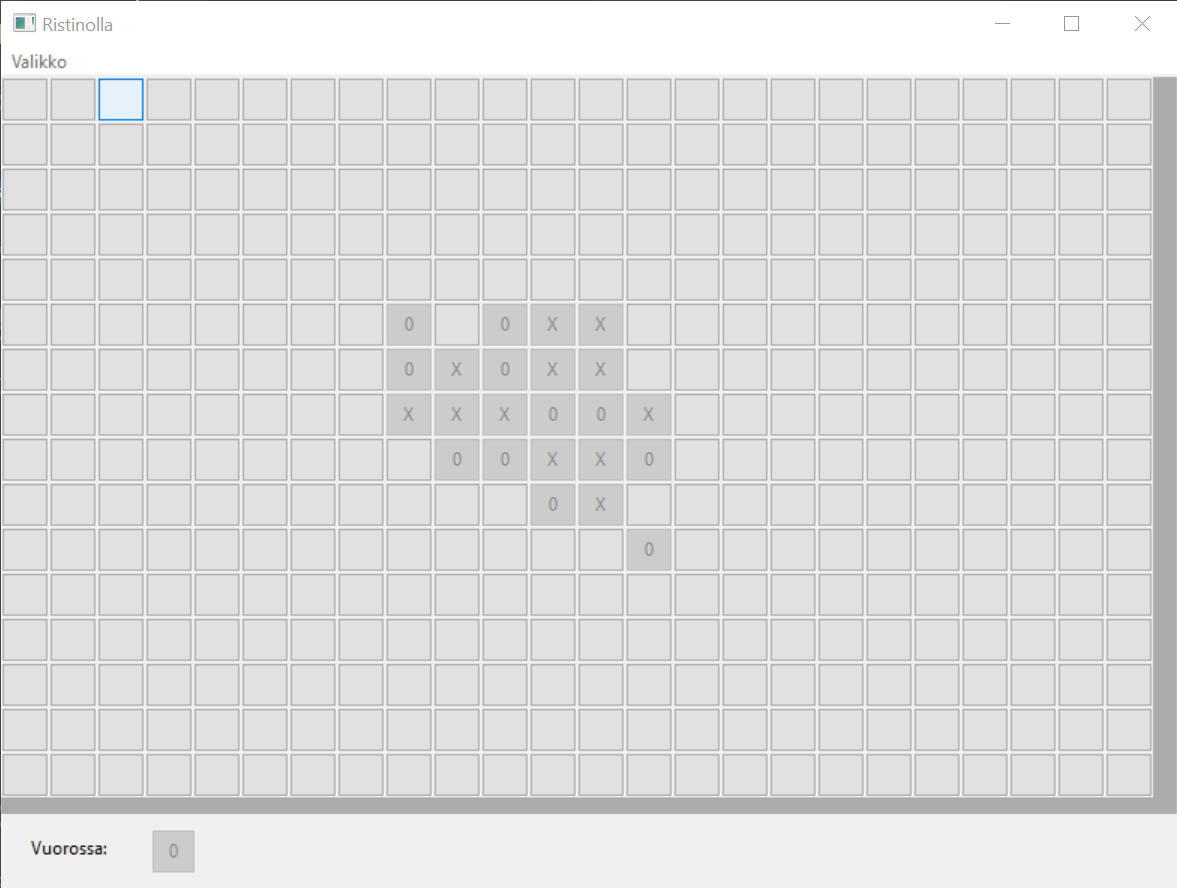 Ristinolla
Valikko
0 0 X X
0 X 0 X X
X X X 0 0 X
0 0 X X 0
0 X
0
Vuorossa: 0